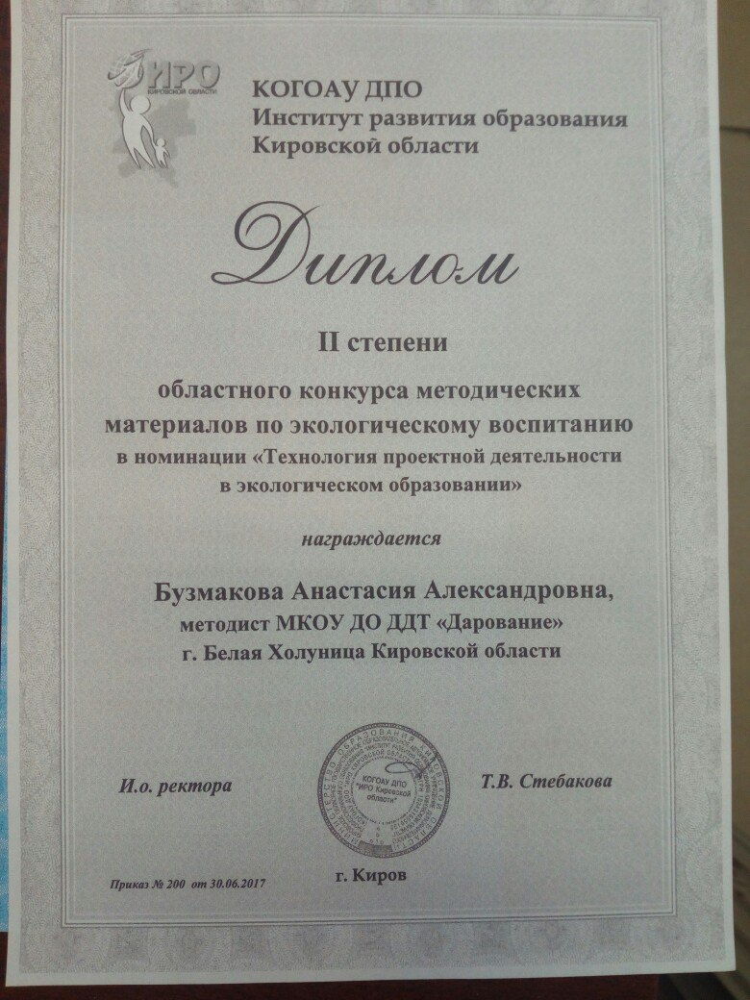 ИРО
КИРОВСКОЙ ОБЛАСТИ
КОГОАУ ДПО
Институт развития образования
Кировской области
Диплом
II степени
областного конкурса методических
материалов по экологическому воспитанию
в номинации «Технология проектной деятельности
в экологическом образовании»
награждается
Бузмакова Анастасия Александровна,
методист МКОУ ДО ДДТ «Дарование»
г. Белая Холуница Кировской области
И.о. ректора
КОГОАУ ДПО
"ИРО Кировской
области"
Т.В. Стебакова
г. Киров
Приказ № 200 от 30.06.2017